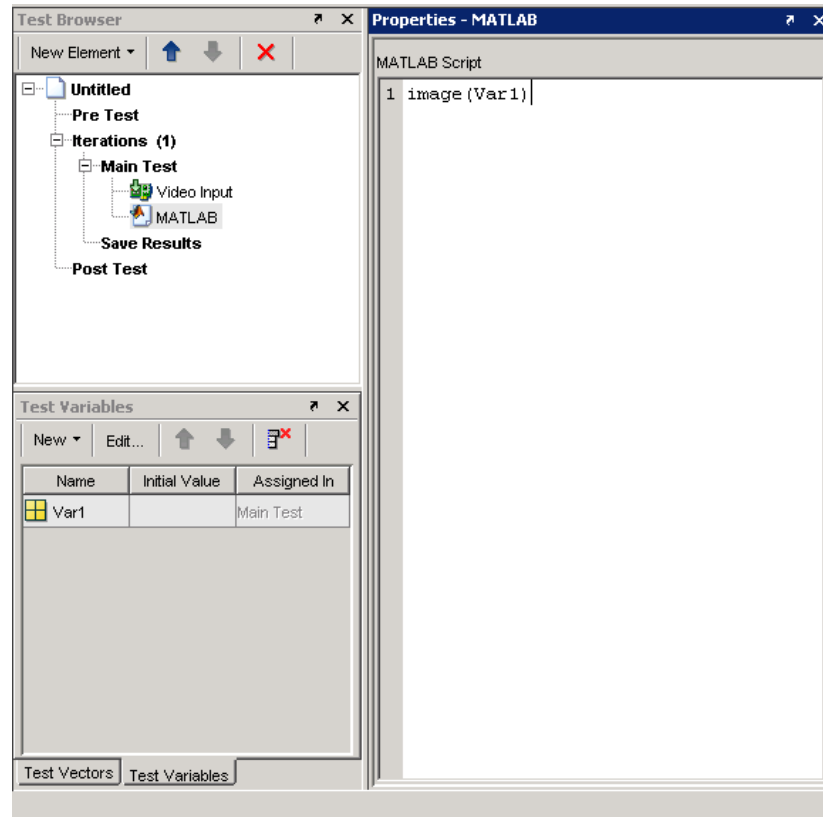 Test Browser
New Element
Untitled
Pre Test
Iterations (1)
Main Test
Video Input
MATLAB
Save Results
Post Test
Test Variables
New Edit...
Name Initial Value Assigned In
Var1 Main Test
Test Vectors Test Variables
Properties - MATLAB
MATLAB Script
1 image(Var1)